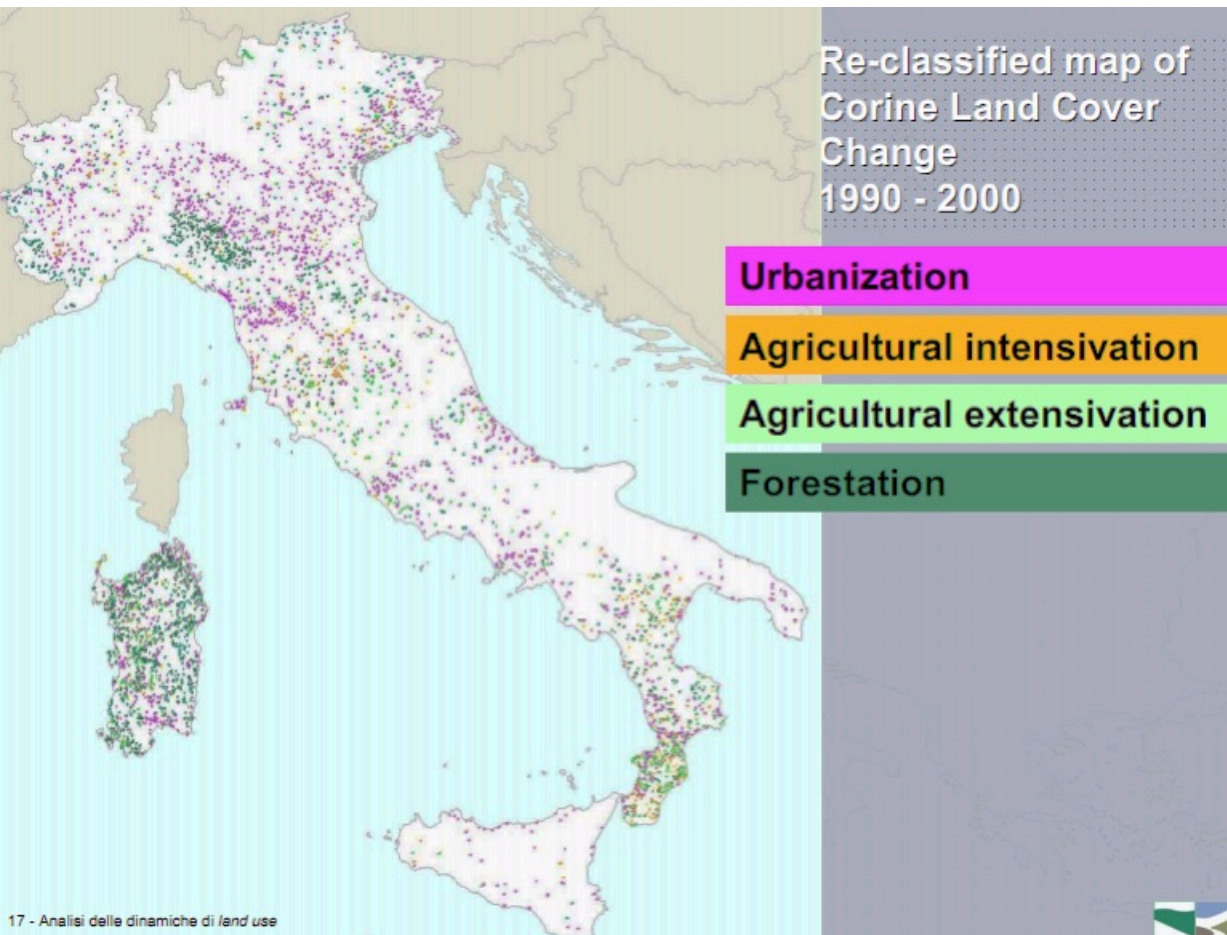 Re-classified map of
Corine Land Cover
Change
1990 - 2000
Urbanization
Agricultural intensivation
Agricultural extensivation
Forestation
17 - Analisi delle dinamiche di land use